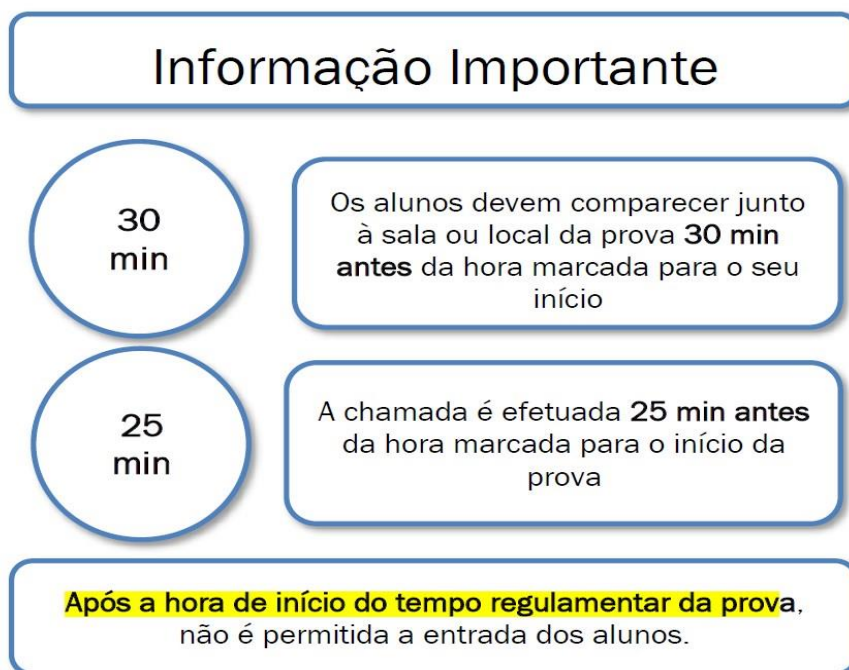 Informação Importante
30
min
Os alunos devem comparecer junto
à sala ou local da prova 30 min
antes da hora marcada para o seu
início
25
min
A chamada é efetuada 25 min antes
da hora marcada para o início da
prova
Após a hora de início do tempo regulamentar da prova,
não é permitida a entrada dos alunos.